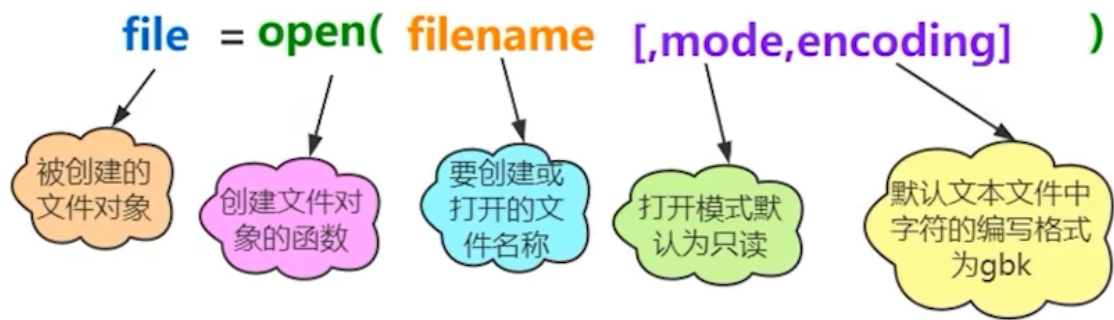 file = open( filename [,mode,encoding] )
被创建的
文件对象
创建文件对
象的函数
要创建或
打开的文
件名称
打开模式默
认为只读
默认文本文件中
字符的编写格式
为gbk